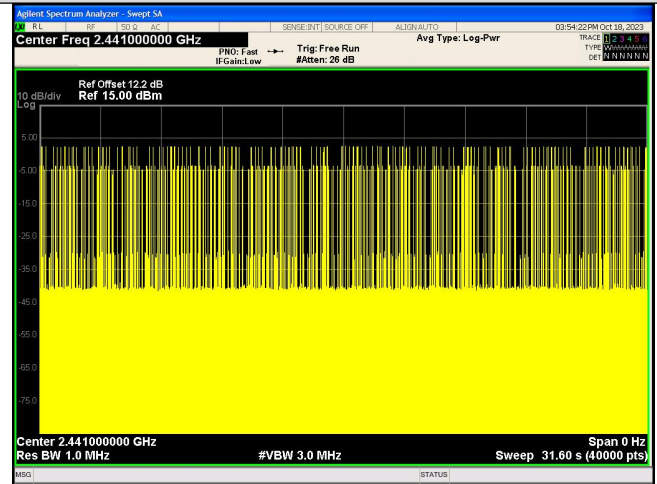 Agilent Spectrum Analyzer - Swept SA
RL RF 50 Ω AC SENSE:INT SOURCE OFF ALIGN AUTO 03:54:22 PM Oct 18, 2023
Center Freq 2.441000000 GHz
PNO: Fast
IFGain:Low
Trig: Free Run
#Atten: 26 dB
Avg Type: Log-Pwr
TRACE 1 2 3 4 5 6
TYPE
DET N N N N N N
Ref Offset 12.2 dB
10 dB/div Ref 15.00 dBm
Log
5.00
-5.00
-15.0
-25.0
-35.0
-45.0
-55.0
-65.0
-75.0
Center 2.441000000 GHz Span 0 Hz
Res BW 1.0 MHz #VBW 3.0 MHz Sweep 31.60 s (40000 pts)
MSG STATUS